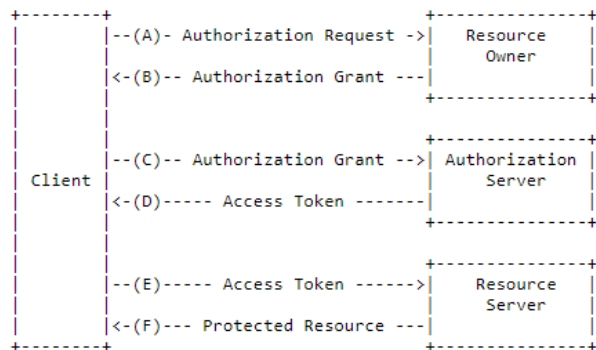 --(A)- Authorization Request -> Resource
Owner
<-(B)-- Authorization Grant ---
--(C)-- Authorization Grant --> Authorization
Client Server
<-(D)----- Access Token -------
--(E)----- Access Token ------> Resource
Server
<-(F)--- Protected Resource ---